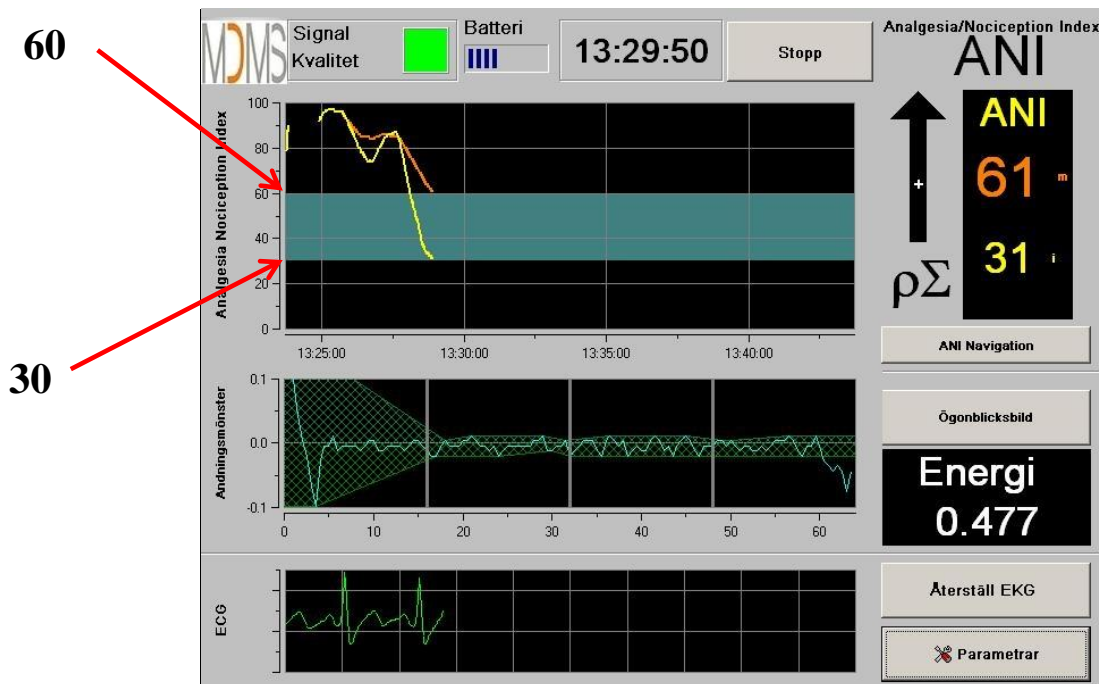 60
30
MDMS
Signal
Kvalitet
Batteri
13:29:50
Stopp
Analgesia/Nociception Index
ANI
Analgesia Nociception Index
100
80
60
40
20
0
13:25:00 13:30:00 13:35:00 13:40:00
+
ρΣ
ANI
61 m
31 i
ANI Navigation
Andningsmönster
0.1
0.0
-0.1
0 10 20 30 40 50 60
Ögonblicksbild
Energi
0.477
ECG
Återställ EKG
Parametrar